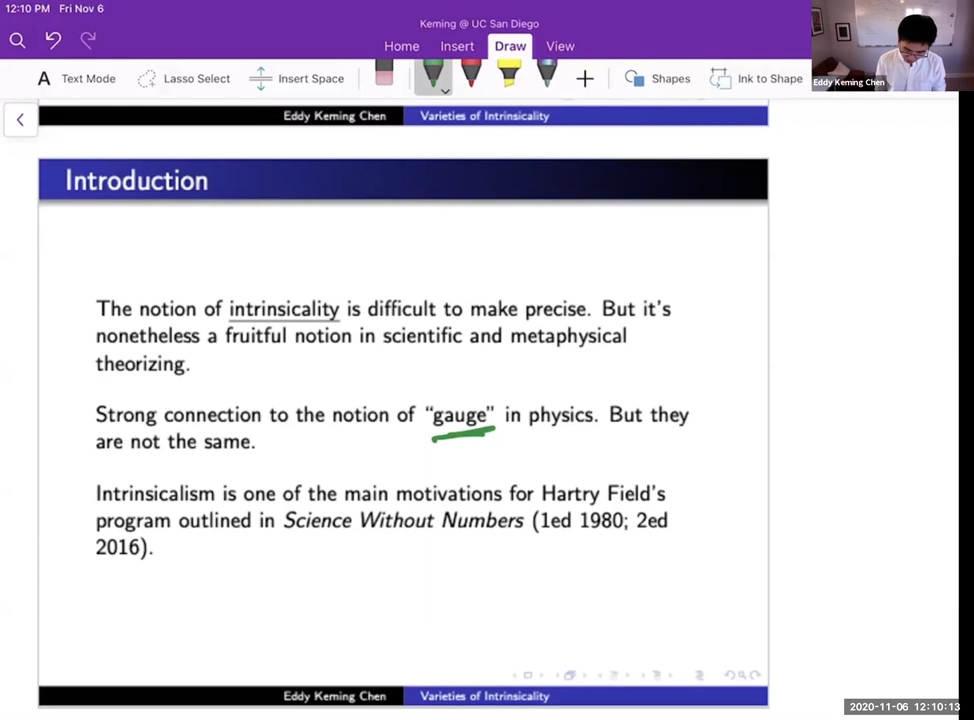 12:10 PM Fri Nov 6
Keming @ UC San Diego
Home Insert Draw View
A Text Mode Lasso Select Insert Space Shapes Ink to Shape
Eddy Keming Chen
Eddy Keming Chen Varieties of Intrinsicality
Introduction
The notion of intrinsicality is difficult to make precise. But it's
nonetheless a fruitful notion in scientific and metaphysical
theorizing.
Strong connection to the notion of “gauge” in physics. But they
are not the same.
Intrinsicalism is one of the main motivations for Hartry Field's
program outlined in Science Without Numbers (1ed 1980; 2ed
2016).
Eddy Keming Chen Varieties of Intrinsicality
2020-11-06 12:10:13